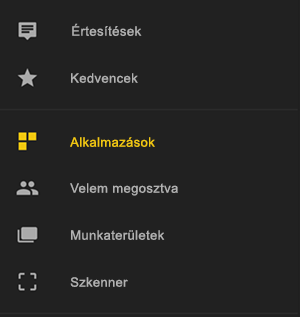 Értesítések
Kedvencek
Alkalmazások
Velem megosztva
Munkaterületek
Szkenner